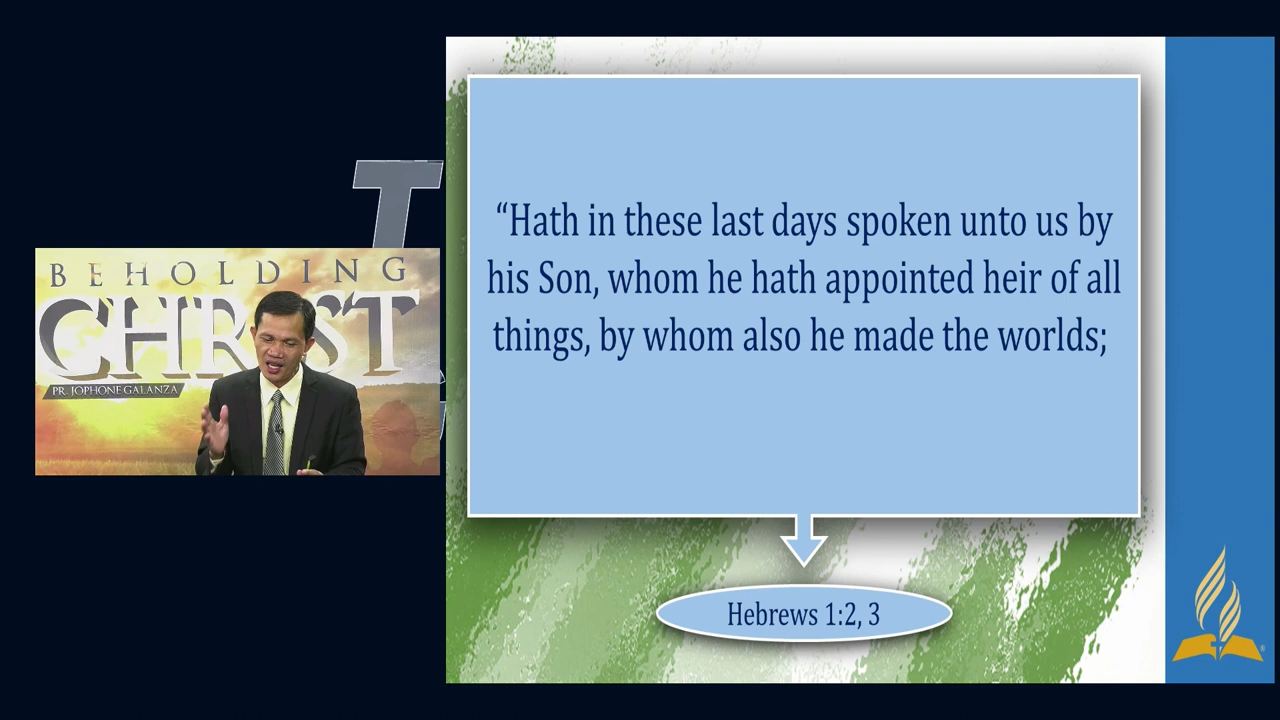 BEHOLDING
CHRIST
PR. JOPHONE GALANZA
T
“Hath in these last days spoken unto us by
his Son, whom he hath appointed heir of all
things, by whom also he made the worlds;
Hebrews 1:2, 3